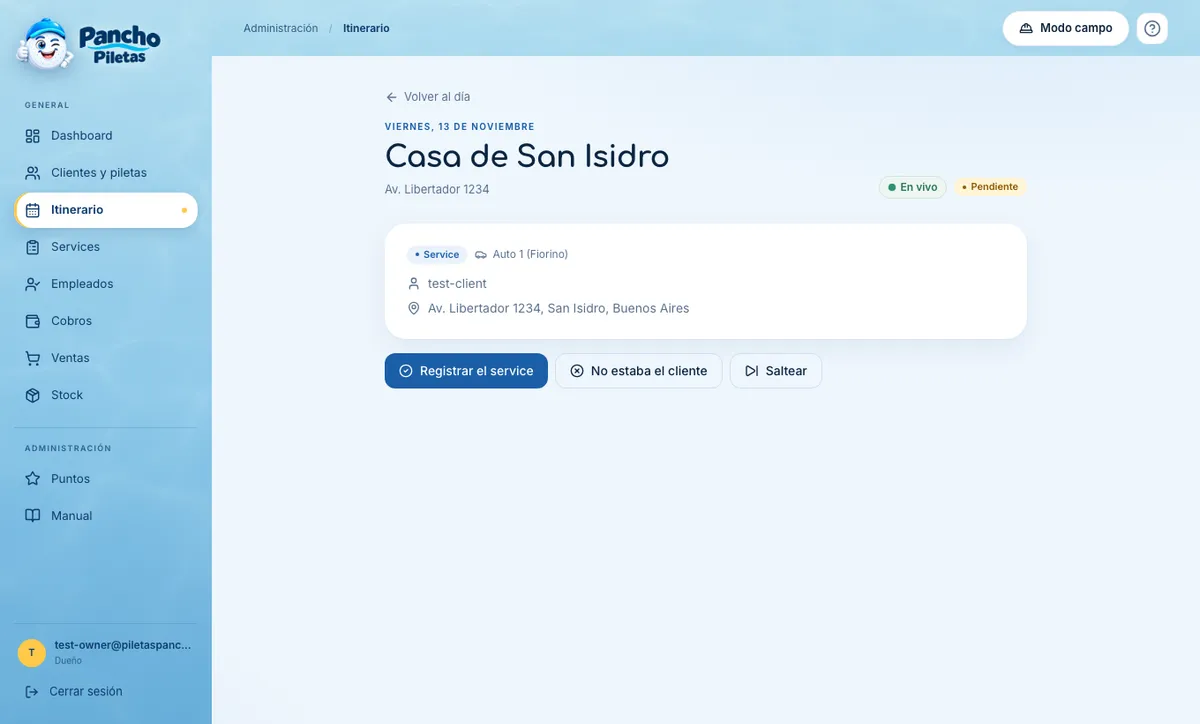 Pancho
Piletas
Administración / Itinerario
Modo campo
GENERAL
Dashboard
Clientes y piletas
Itinerario
Services
Empleados
Cobros
Ventas
Stock
ADMINISTRACIÓN
Puntos
Manual
T
test-owner@piletaspanc...
Dueño
Cerrar sesión
Volver al día
VIERNES, 13 DE NOVIEMBRE
Casa de San Isidro
Av. Libertador 1234
En vivo
Pendiente
Service
Auto 1 (Fiorino)
test-client
Av. Libertador 1234, San Isidro, Buenos Aires
Registrar el service
No estaba el cliente
Saltear